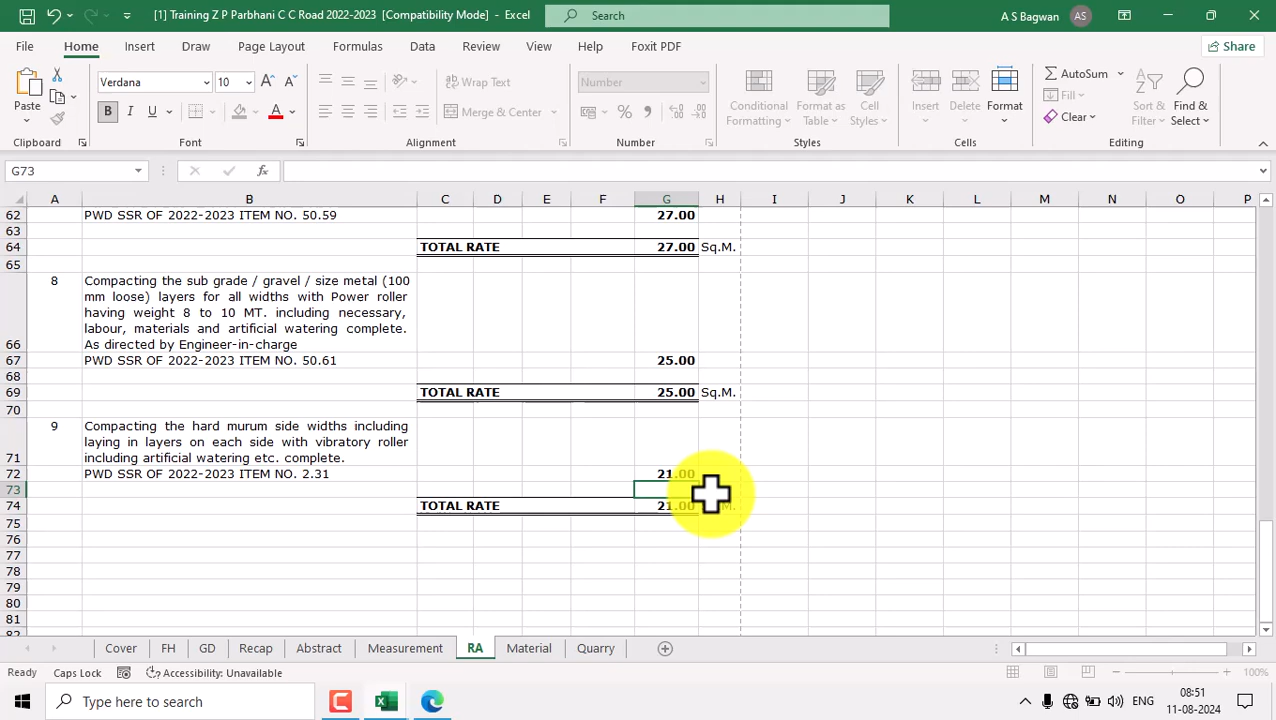 [1] Training Z P Parbhani C C Road 2022-2023 [Compatibility Mode] - Excel
Search
A S Bagwan AS
File Home Insert Draw Page Layout Formulas Data Review View Help Foxit PDF Share
Paste
Clipboard
Verdana 10
B I U A
Font
Wrap Text
Merge & Center
Alignment
Number
Number
Conditional Formatting
Format as Table
Cell Styles
Styles
Insert Delete Format
Cells
AutoSum
Fill
Clear
Sort & Filter
Find & Select
Editing
G73 fx
A B C D E F G H I J K L M N O P
62 PWD SSR OF 2022-2023 ITEM NO. 50.59 27.00
63
64 TOTAL RATE 27.00 Sq.M.
65
8 Compacting the sub grade / gravel / size metal (100
mm loose) layers for all widths with Power roller
having weight 8 to 10 MT. including necessary,
labour, materials and artificial watering complete.
66 As directed by Engineer-in-charge
67 PWD SSR OF 2022-2023 ITEM NO. 50.61 25.00
68
69 TOTAL RATE 25.00 Sq.M.
70
9 Compacting the hard murum side widths including
laying in layers on each side with vibratory roller
71 including artificial watering etc. complete.
72 PWD SSR OF 2022-2023 ITEM NO. 2.31 21.00
73
74 TOTAL RATE 21.00
75
76
77
78
79
80
81
82
Cover FH GD Recap Abstract Measurement RA Material Quarry
Ready Caps Lock Accessibility: Unavailable 100%
Type here to search
ENG
08:51
11-08-2024